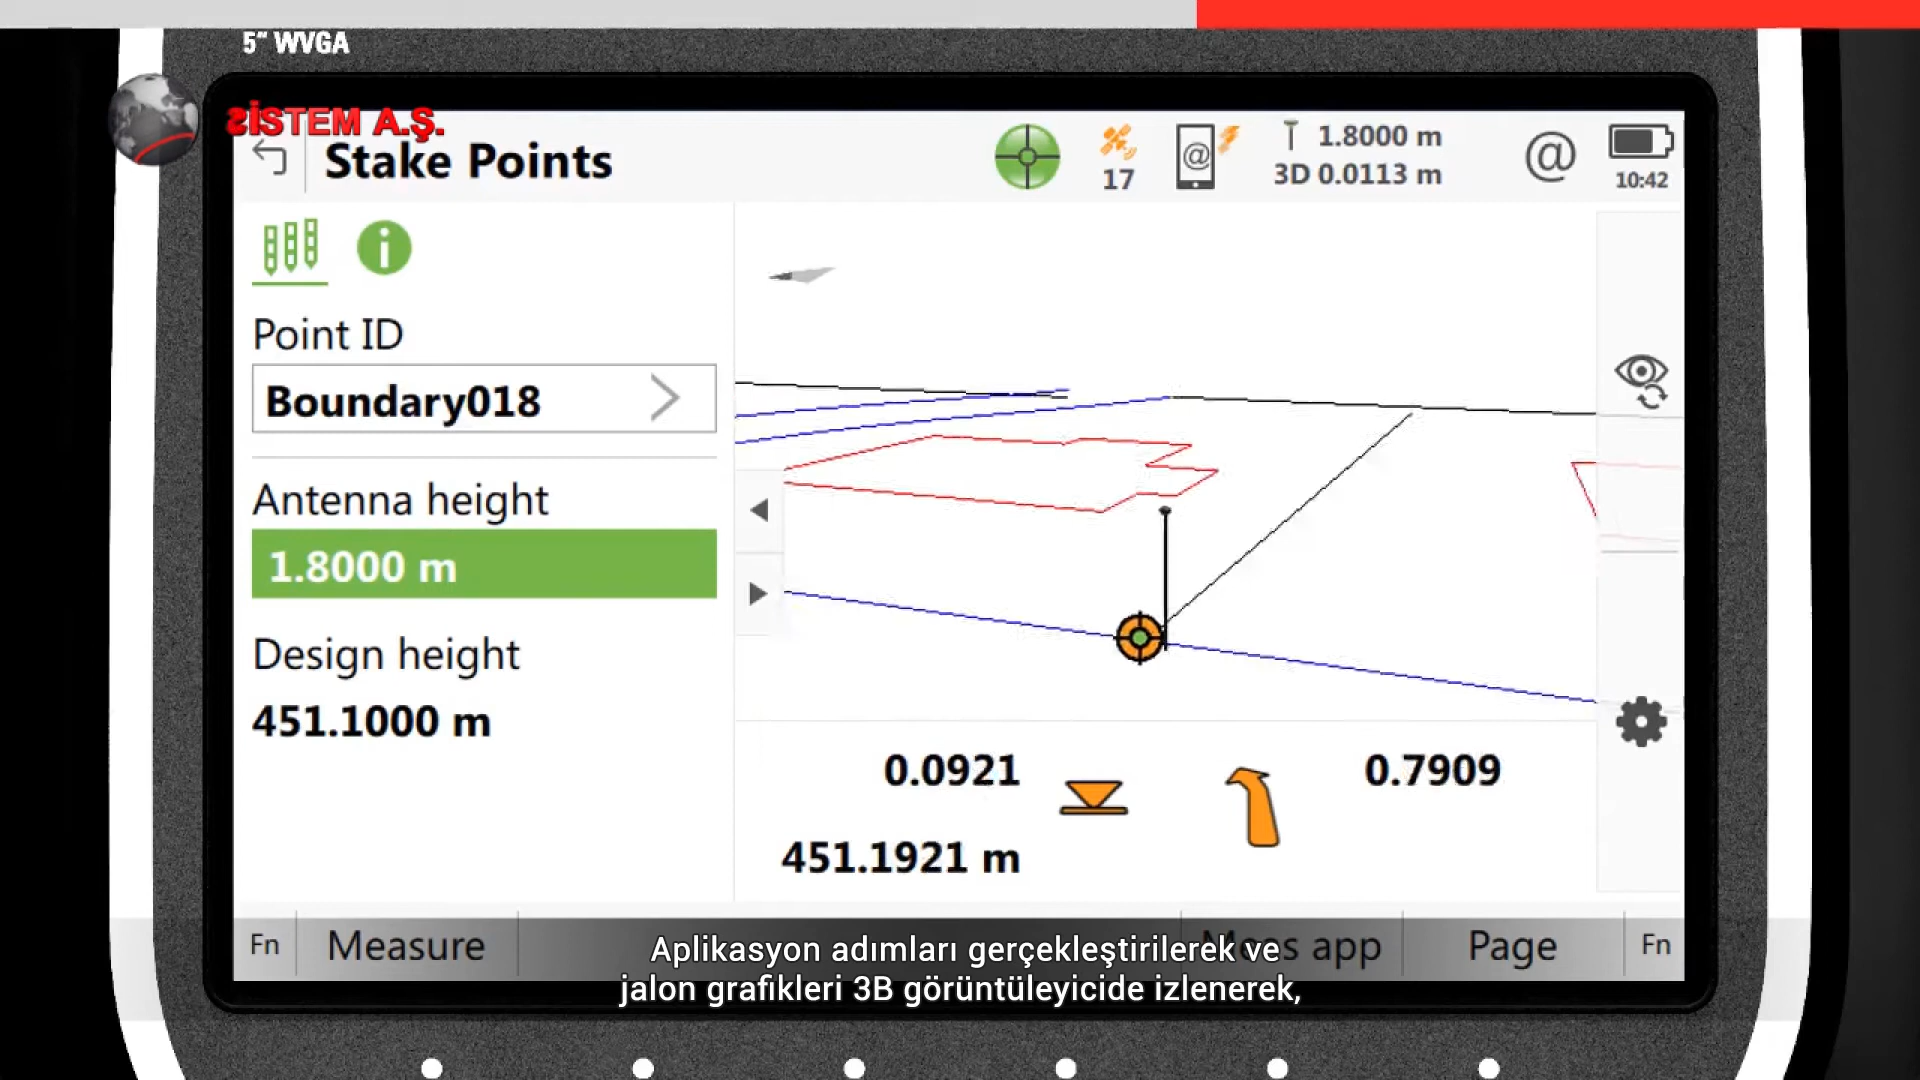 5" WVGA
SİSTEM A.Ş.
Stake Points
17
@
1.8000 m
3D 0.0113 m
@
10:42
i
Point ID
Boundary018
Antenna height
1.8000 m
Design height
451.1000 m
0.0921
0.7909
451.1921 m
Fn
Measure
app
Page
Fn
Aplikasyon adımları gerçekleştirilerek ve
jalon grafikleri 3B görüntüleyicide izlenerek,